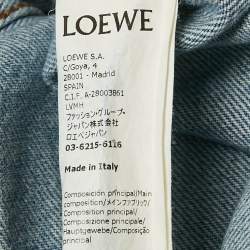 LOEWE
LOEWE S.A.
C/Goya, 4
28001 - Madrid
SPAIN
C.I.F. A-28003861
LVMH
ファッション・グループ・
ジャパン株式会社
ロエベジャパン
03-6215-6116
Made in Italy
Composición principal/Main
composition/メインファブリック/
Composition principale/
Composizione principale/
Hauptgewebe/Composição
principal